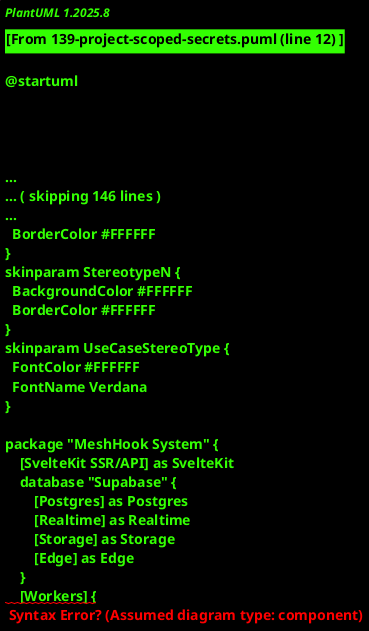 PlantUML 1.2025.8
[From 139-project-scoped-secrets.puml (line 12) ]
@startuml
...
... ( skipping 146 lines )
...
BorderColor #FFFFFF
}
skinparam StereotypeN {
BackgroundColor #FFFFFF
BorderColor #FFFFFF
}
skinparam UseCaseStereoType {
FontColor #FFFFFF
FontName Verdana
}
package "MeshHook System" {
[SvelteKit SSR/API] as SvelteKit
database "Supabase" {
[Postgres] as Postgres
[Realtime] as Realtime
[Storage] as Storage
[Edge] as Edge
}
[Workers] {
Syntax Error? (Assumed diagram type: component)